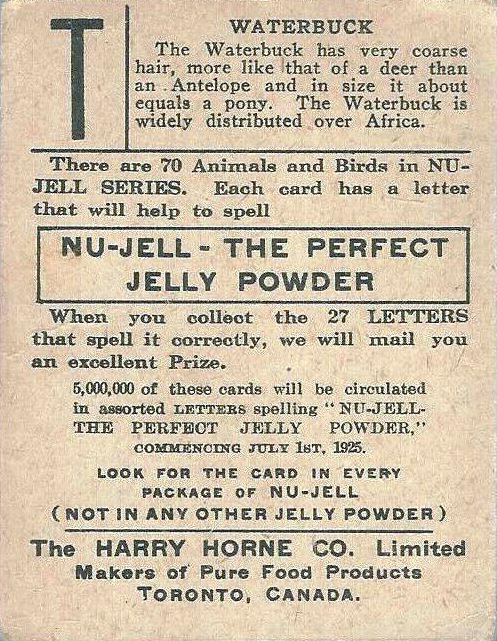 T
WATERBUCK
The Waterbuck has very coarse
hair, more like that of a deer than
an Antelope and in size it about
equals a pony. The Waterbuck is
widely distributed over Africa.
There are 70 Animals and Birds in NU-
JELL SERIES. Each card has a letter
that will help to spell
NU-JELL - THE PERFECT
JELLY POWDER
When you collect the 27 LETTERS
that spell it correctly, we will mail you
an excellent Prize.
5,000,000 of these cards will be circulated
in assorted LETTERS spelling "NU-JELL-
THE PERFECT JELLY POWDER,"
COMMENCING JULY 1ST, 1925.
LOOK FOR THE CARD IN EVERY
PACKAGE OF NU-JELL
(NOT IN ANY OTHER JELLY POWDER)
The HARRY HORNE CO. Limited
Makers of Pure Food Products
TORONTO, CANADA.